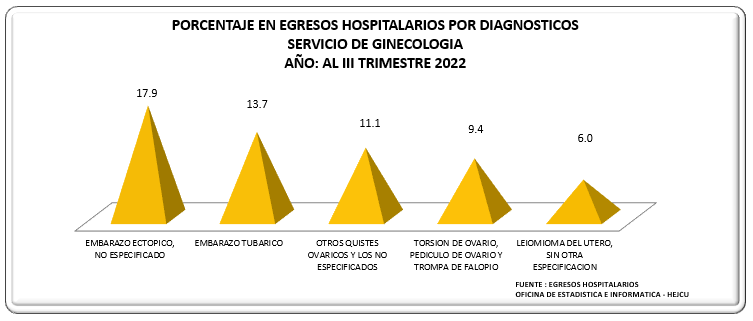 PORCENTAJE EN EGRESOS HOSPITALARIOS POR DIAGNOSTICOS
SERVICIO DE GINECOLOGIA
AÑO: AL III TRIMESTRE 2022
17.9
13.7
11.1
9.4
6.0
EMBARAZO ECTOPICO,
NO ESPECIFICADO
EMBARAZO TUBARICO
OTROS QUISTES
OVARICOS Y LOS NO
ESPECIFICADOS
TORSION DE OVARIO,
PEDICULO DE OVARIO Y
TROMPA DE FALOPIO
LEIOMIOMA DEL UTERO,
SIN OTRA
ESPECIFICACION
FUENTE : EGRESOS HOSPITALARIOS
OFICINA DE ESTADISTICA E INFORMATICA - HEJCU